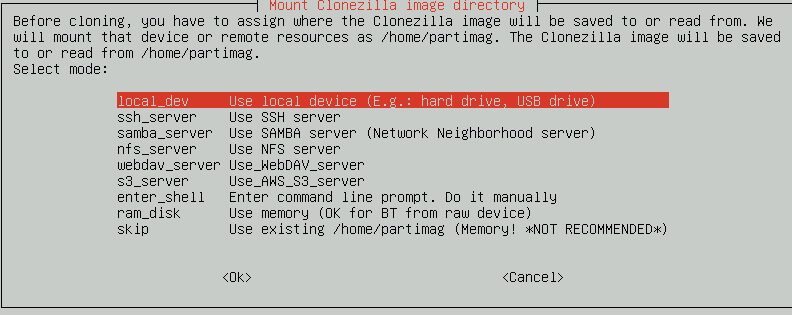 Mount Clonezilla image directory
Before cloning, you have to assign where the Clonezilla image will be saved to or read from. We
will mount that device or remote resources as /home/partimag. The Clonezilla image will be saved
to or read from /home/partimag.
Select mode:
local_dev Use local device (E.g.: hard drive, USB drive)
ssh_server Use SSH server
samba_server Use SAMBA server (Network Neighborhood server)
nfs_server Use NFS server
webdav_server Use_WebDAV_server
s3_server Use_AWS_S3_server
enter_shell Enter command line prompt. Do it manually
ram_disk Use memory (OK for BT from raw device)
skip Use existing /home/partimag (Memory! *NOT RECOMMENDED*)
<Ok> <Cancel>